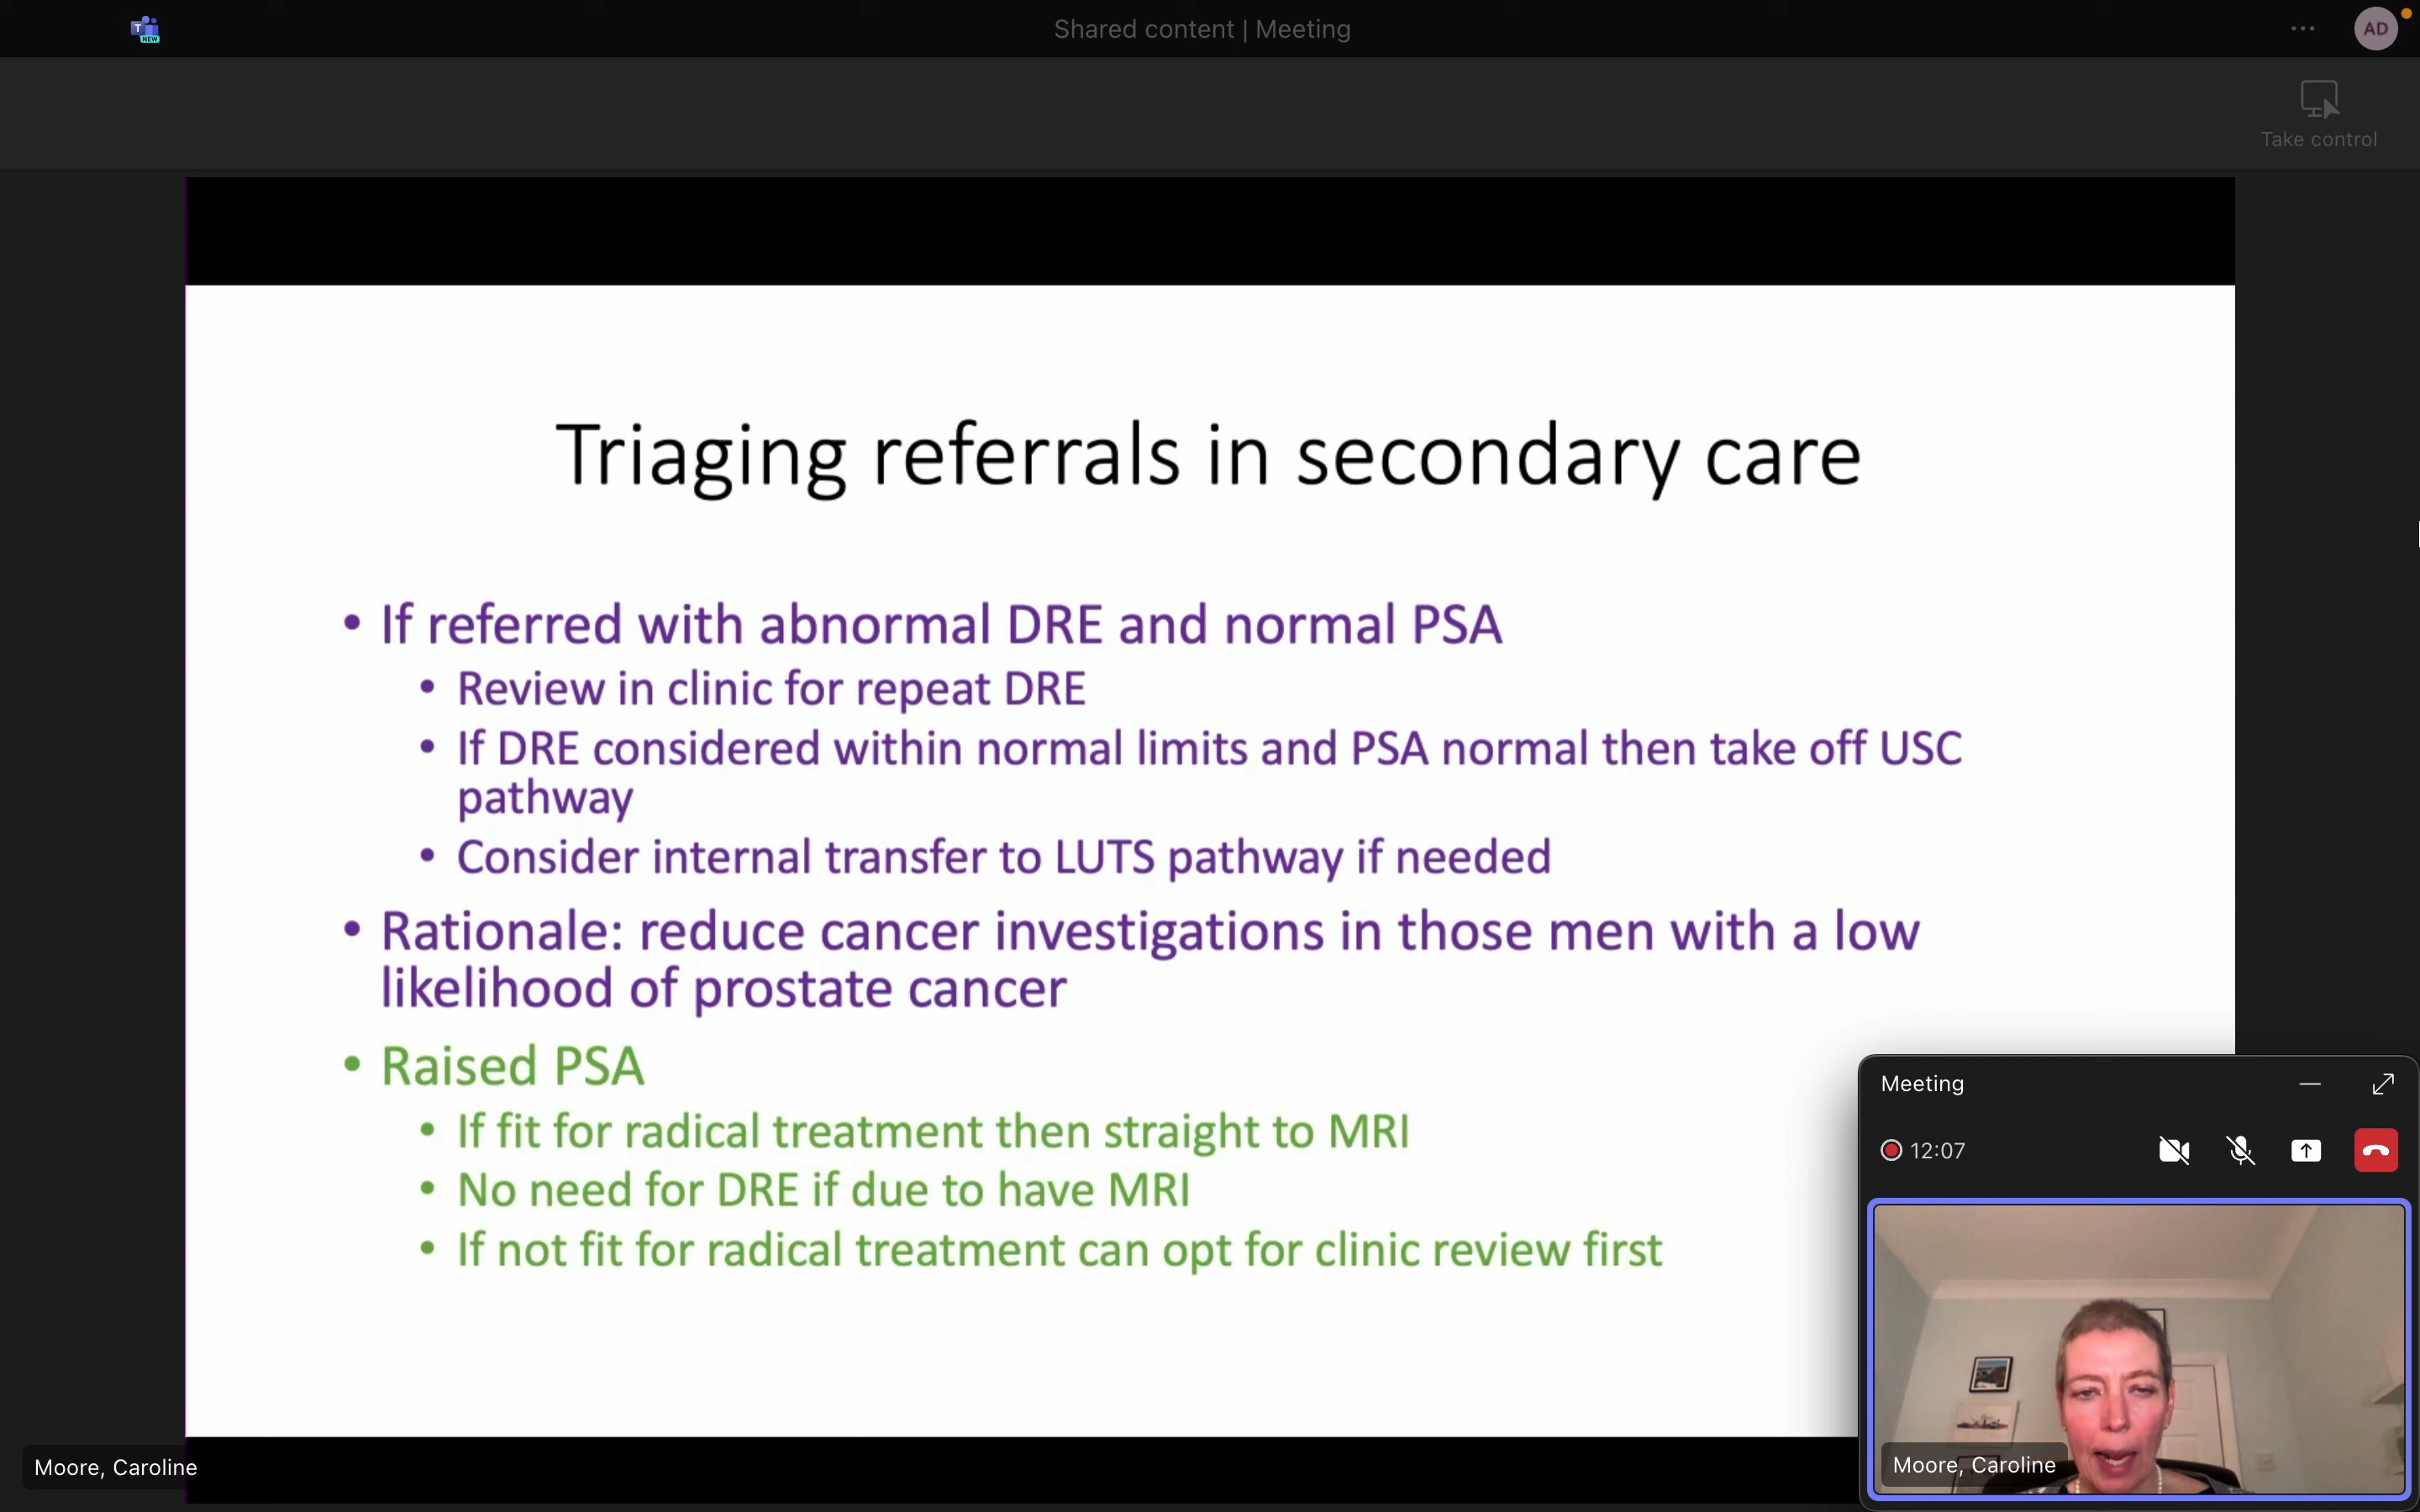 T
NEW
Shared content | Meeting
AD
Take control
Triaging referrals in secondary care
• If referred with abnormal DRE and normal PSA
• Review in clinic for repeat DRE
• If DRE considered within normal limits and PSA normal then take off USC
pathway
• Consider internal transfer to LUTS pathway if needed
• Rationale: reduce cancer investigations in those men with a low
likelihood of prostate cancer
• Raised PSA
• If fit for radical treatment then straight to MRI
• No need for DRE if due to have MRI
• If not fit for radical treatment can opt for clinic review first
Meeting
12:07
Moore, Caroline
Moore, Caroline